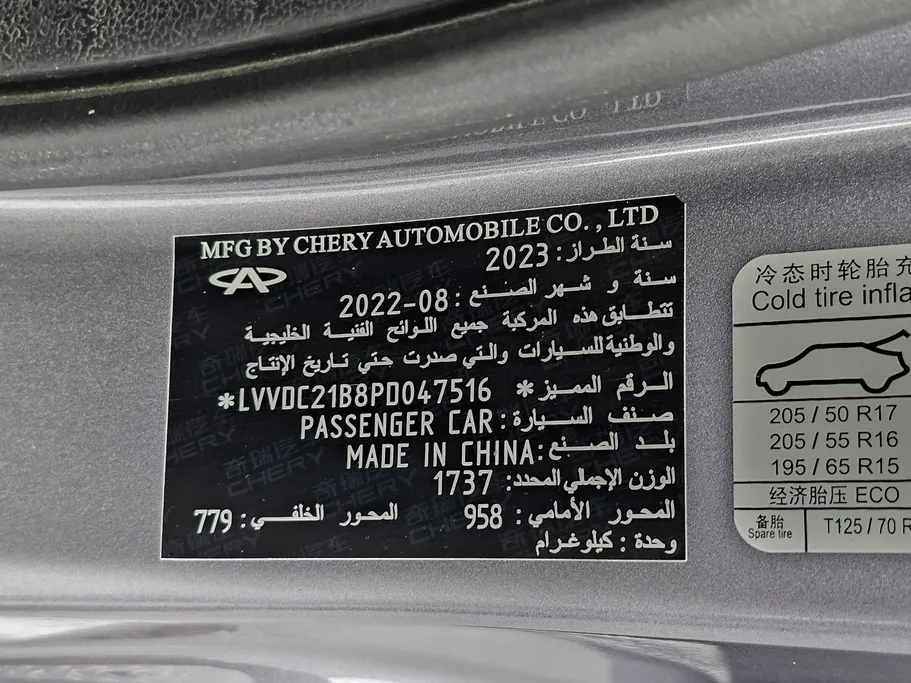 MFG BY CHERY AUTOMOBILE CO., LTD
سنة الطراز: 2023
سنة و شهر الصنع: 2022-08
تتطابق هذه المركبة جميع اللوائح الفنية الخليجية
والوطنية للسيارات والتي صدرت حتي تاريخ الإنتاج
الرقم المميز: *LVVDC21B8PD047516*
صنف السيارة: PASSENGER CAR
بلد الصنع: MADE IN CHINA
الوزن الإجمالي المحدد: 1737
المحور الأمامي: 958 المحور الخلفي: 779
وحدة: كيلوغرام
冷态时轮胎充
Cold tire infla
205 / 50 R17
205 / 55 R16
195 / 65 R15
经济胎压 ECO
备胎
Spare tire
T125 / 70 R